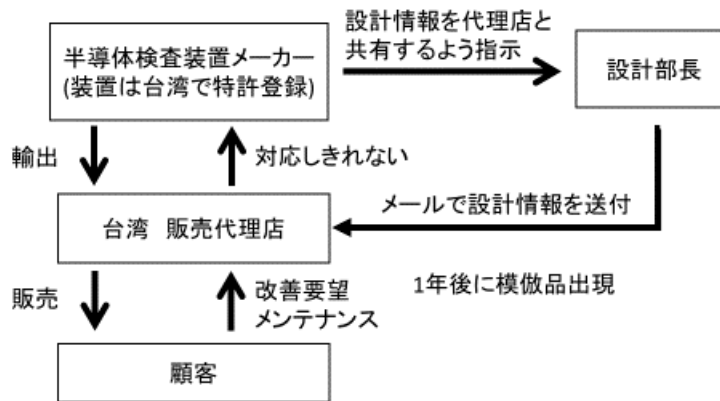 半導体検査装置メーカー
(装置は台湾で特許登録)
設計情報を代理店と
共有するよう指示
設計部長
輸出
対応しきれない
メールで設計情報を送付
台湾 販売代理店
販売
改善要望
メンテナンス
1年後に模倣品出現
顧客